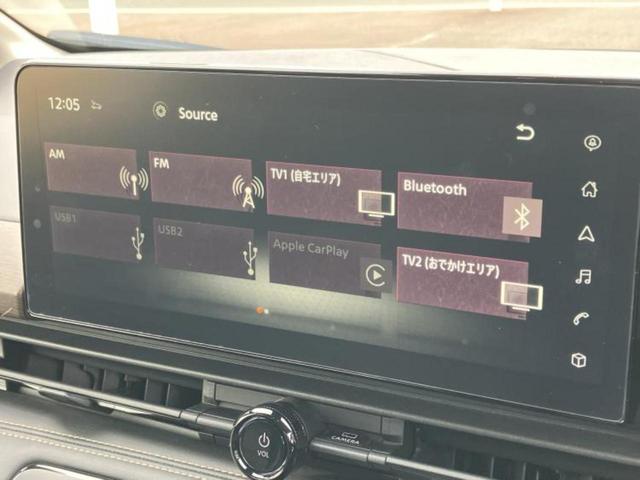 12:05
Source
AM
FM
TV1 (自宅エリア)
Bluetooth
USB1
USB2
Apple CarPlay
TV2 (おでかけエリア)
VOL
CAMERA